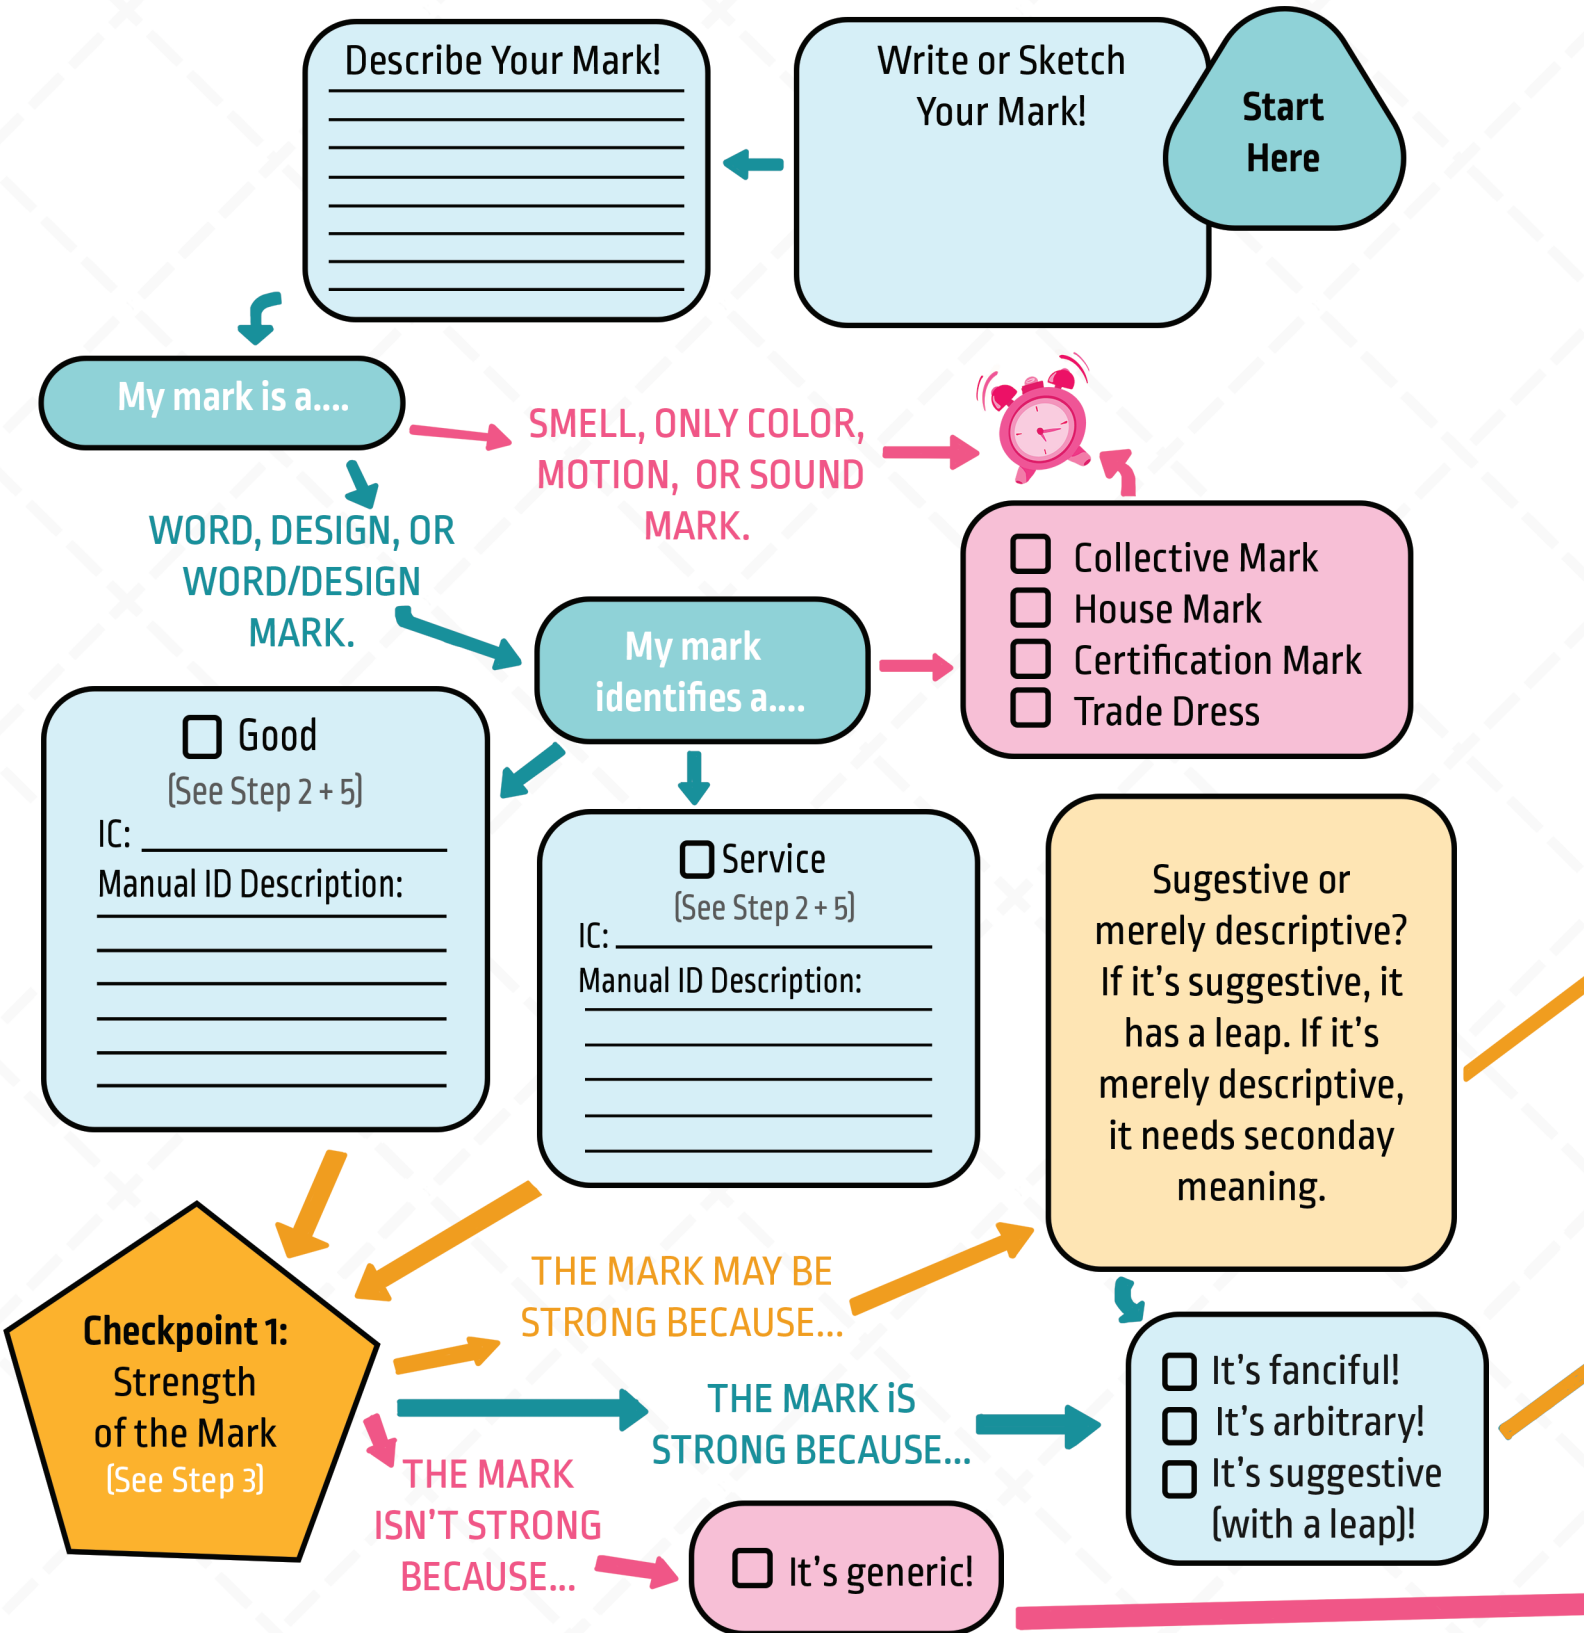 Start
Here
Write or Sketch
Your Mark!
Describe Your Mark!
My mark is a....
SMELL, ONLY COLOR,
MOTION, OR SOUND
MARK.
WORD, DESIGN, OR
WORD/DESIGN
MARK.
My mark
identifies a....
Collective Mark
House Mark
Certification Mark
Trade Dress
Good
(See Step 2 + 5)
IC:
Manual ID Description:
Service
(See Step 2 + 5)
IC:
Manual ID Description:
Sugestive or
merely descriptive?
If it's suggestive, it
has a leap. If it's
merely descriptive,
it needs seconday
meaning.
Checkpoint 1:
Strength
of the Mark
(See Step 3)
THE MARK MAY BE
STRONG BECAUSE...
THE MARK iS
STRONG BECAUSE...
THE MARK
ISN'T STRONG
BECAUSE...
It's fanciful!
It's arbitrary!
It's suggestive
(with a leap)!
It's generic!